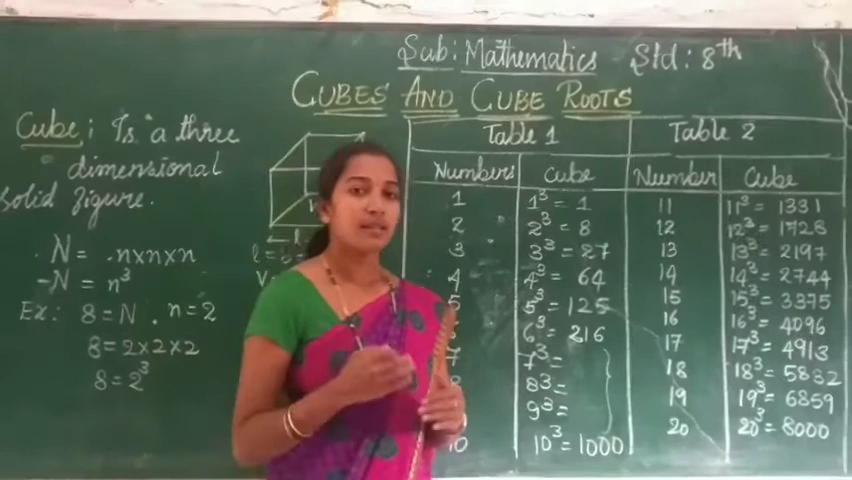 Sub: Mathematics Std: 8th
CUBES AND CUBE ROOTS
Cube: Is a three
dimensional
solid figure.
N = n×n×n
N = n³
Ex: 8 = N . n = 2
8 = 2×2×2
8 = 2³
Table 1 Table 2
Numbers Cube Number Cube
1 1³ = 1 11 11³ = 1331
2 2³ = 8 12 12³ = 1728
3 3³ = 27 13 13³ = 2197
4 4³ = 64 14 14³ = 2744
5 5³ = 125 15 15³ = 3375
6³ = 216 16 16³ = 4096
7 7³ = 17 17³ = 4913
8 8³ = 18 18³ = 5832
9³ = 19 19³ = 6859
10 10³ = 1000 20 20³ = 8000